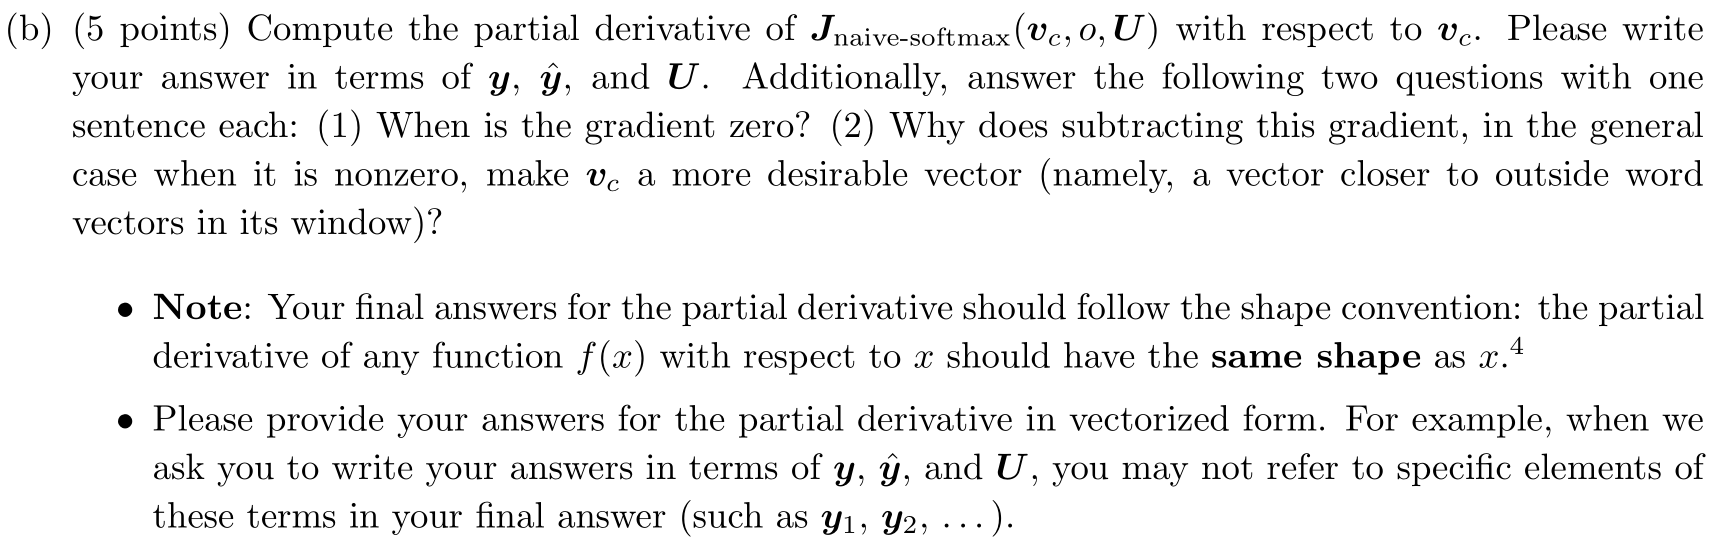 (b) (5 points) Compute the partial derivative of J_naive-softmax(v_c, o, U) with respect to v_c. Please write
your answer in terms of y, ŷ, and U. Additionally, answer the following two questions with one
sentence each: (1) When is the gradient zero? (2) Why does subtracting this gradient, in the general
case when it is nonzero, make v_c a more desirable vector (namely, a vector closer to outside word
vectors in its window)?
• Note: Your final answers for the partial derivative should follow the shape convention: the partial
derivative of any function f(x) with respect to x should have the same shape as x.⁴
• Please provide your answers for the partial derivative in vectorized form. For example, when we
ask you to write your answers in terms of y, ŷ, and U, you may not refer to specific elements of
these terms in your final answer (such as y₁, y₂, ...).